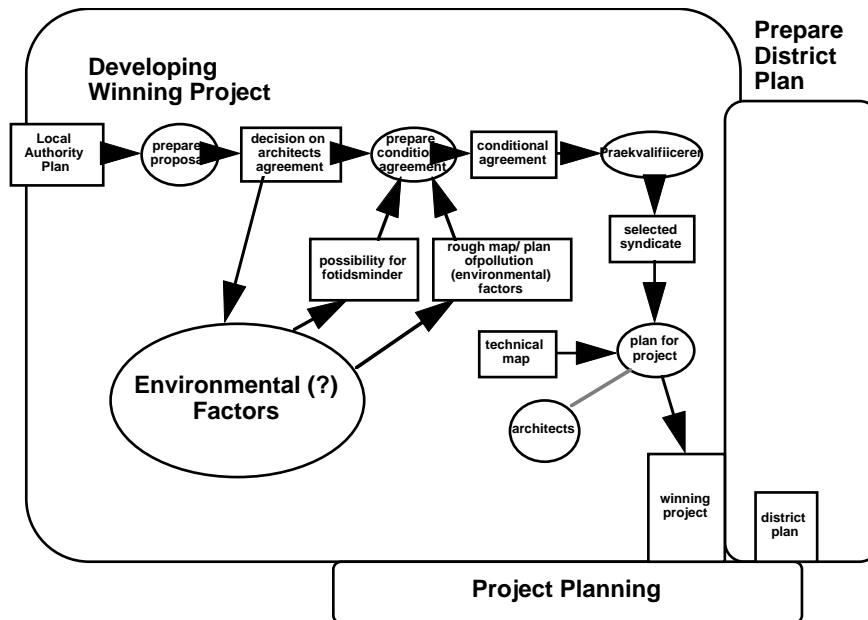 Prepare
District
Plan
Developing
Winning Project
Local
Authority
Plan
prepare
proposal
decision on
architects
agreement
prepare
conditional
agreement
conditional
agreement
Praekvalifiiceren
selected
syndicate
possibility for
fotidsminder
rough map/ plan
ofpollution
(environmental)
factors
technical
map
plan for
project
Environmental (?)
Factors
architects
winning
project
district
plan
Project Planning